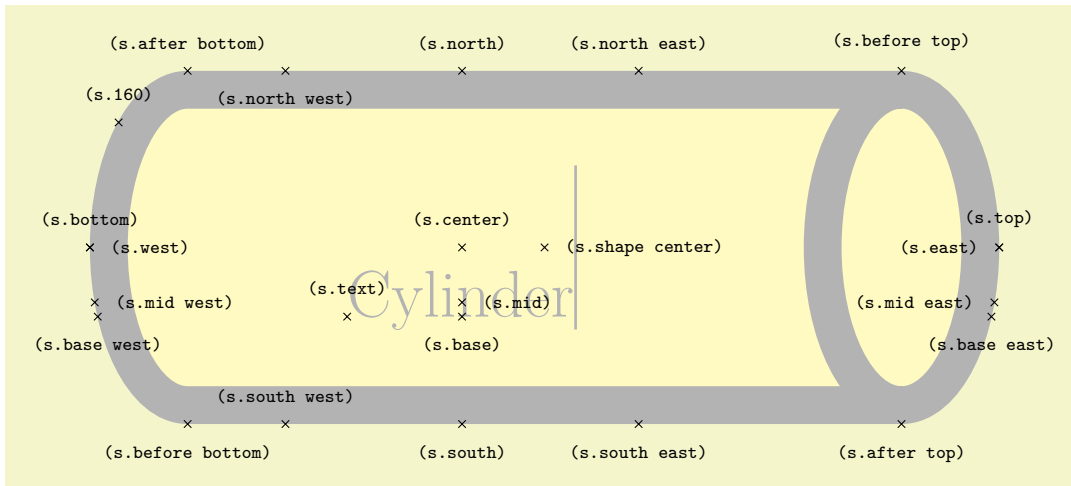 (s.after bottom)
(s.north)
(s.north east)
(s.before top)
(s.160)
(s.north west)
(s.bottom)
(s.center)
(s.top)
(s.west)
(s.shape center)
(s.east)
(s.text)
Cylinder
(s.mid west)
(s.mid)
(s.mid east)
(s.base west)
(s.base)
(s.base east)
(s.south west)
(s.before bottom)
(s.south)
(s.south east)
(s.after top)